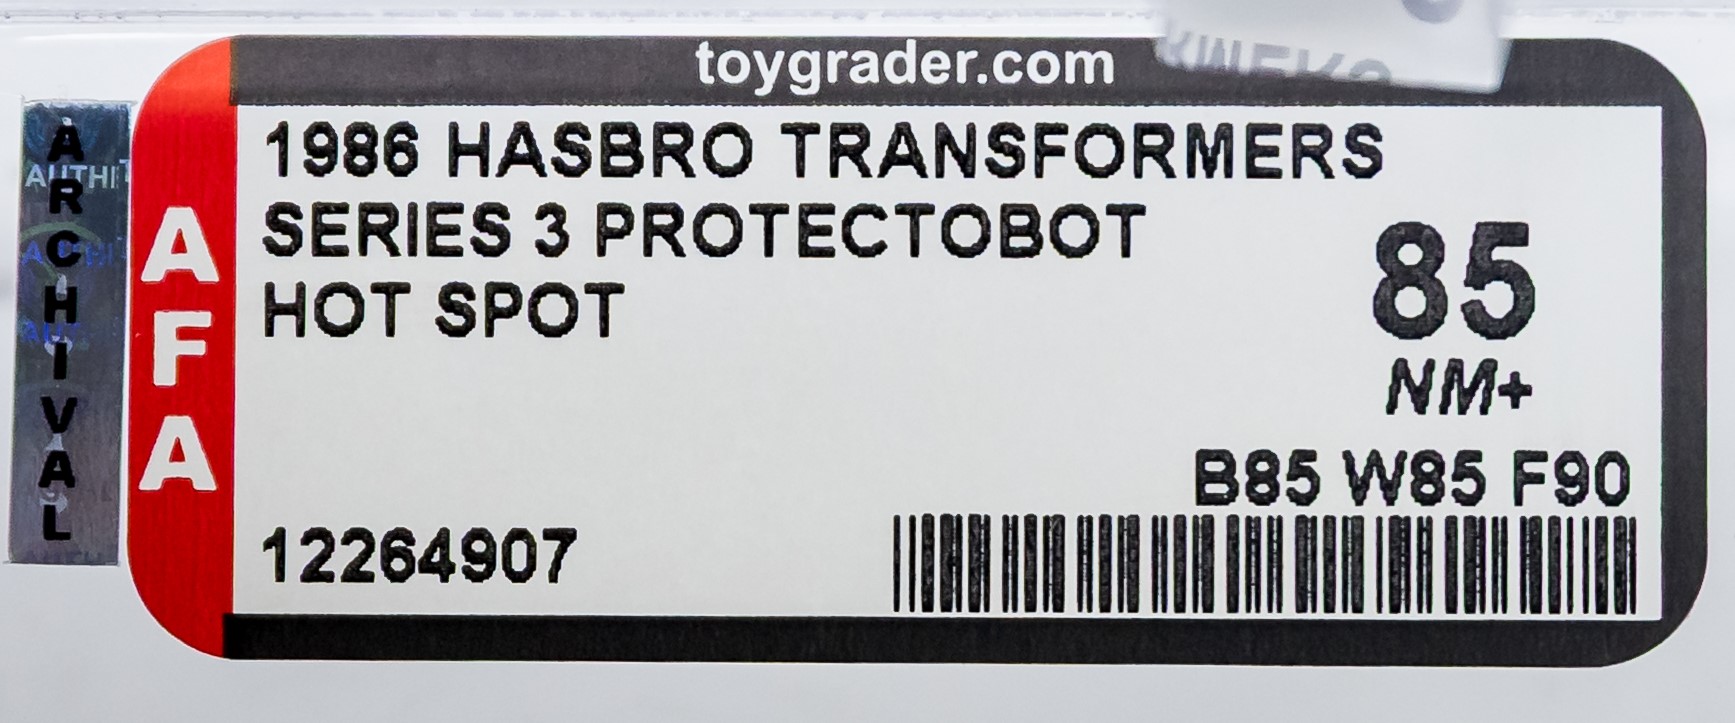 toygrader.com
ARCHIVAL
AFA
1986 HASBRO TRANSFORMERS
SERIES 3 PROTECTOBOT
HOT SPOT
85
NM+
B85 W85 F90
12264907